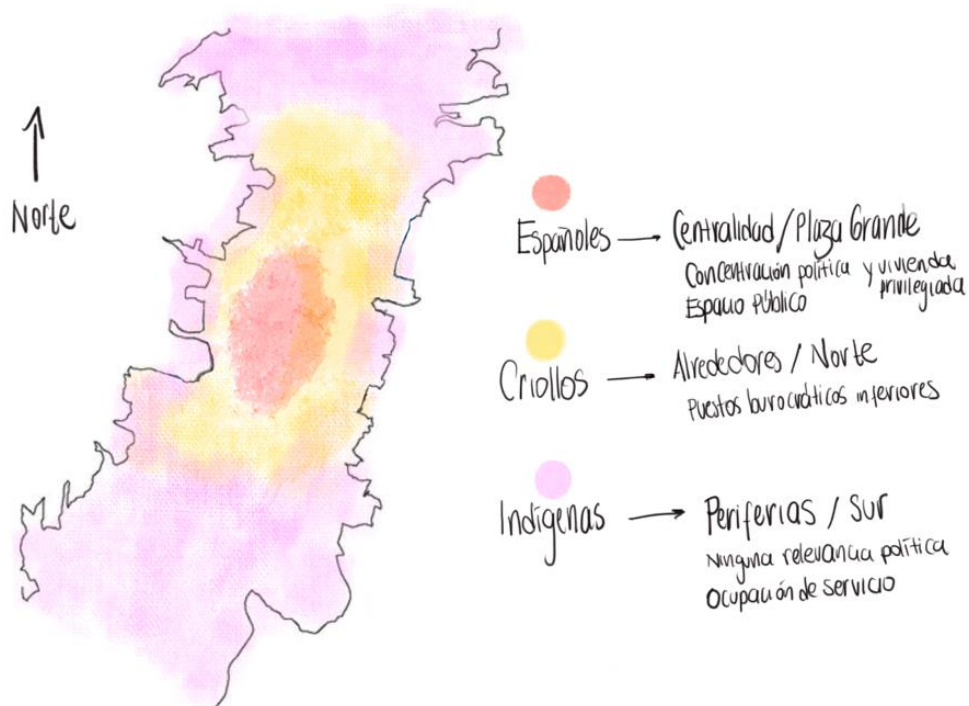 Norte
Españoles → Centralidad / Plaza Grande
Concentración política y vivienda privilegiada
Espacio Público
Criollos → Alrededores / Norte
Puestos burocráticos inferiores
Indígenas → Periferias / Sur
Ninguna relevancia política
Ocupación de servicio